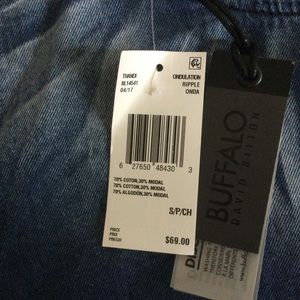 THANDI
BL14541
04/17
ONDULATION
RIPPLE
ONDA
6 27650 48430 3
70% COTON,30% MODAL
70% COTTON,30% MODAL
70% ALGODÓN,30% MODAL
S/P/CH
PRICE
PRIX
PRECIO
$69.00
BUFFALO
DAVID BITTON